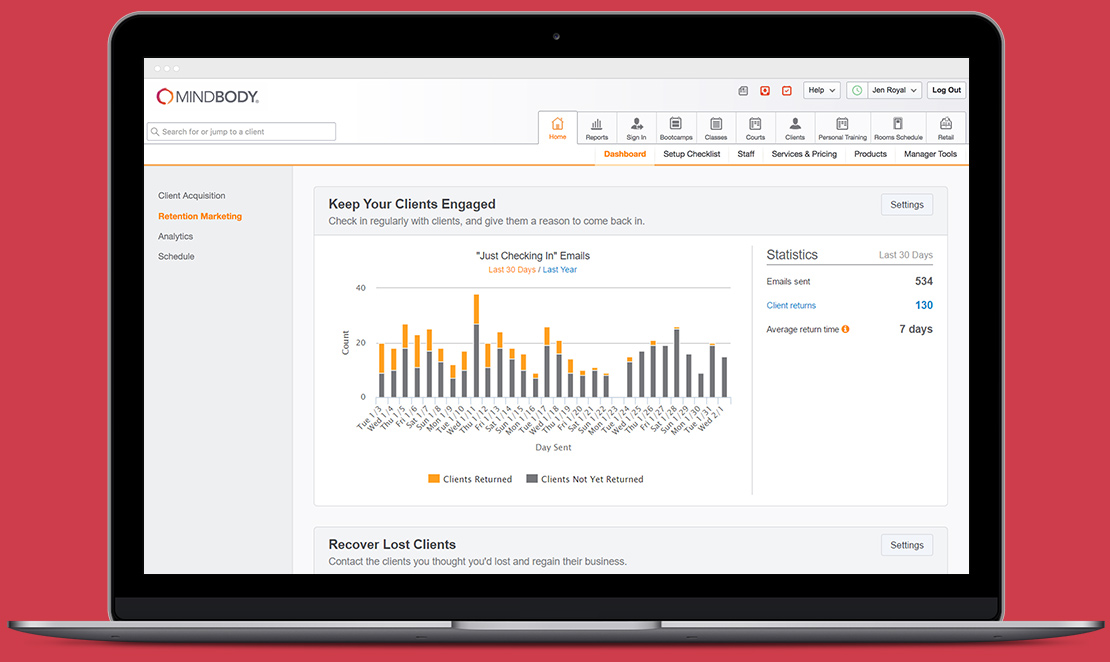 MINDBODY
Help
Jen Royal
Log Out
Search for or jump to a client
Home
Reports
Sign In
Bootcamps
Classes
Courts
Clients
Personal Training
Rooms Schedule
Retail
Dashboard
Setup Checklist
Staff
Services & Pricing
Products
Manager Tools
Client Acquisition
Retention Marketing
Analytics
Schedule
Keep Your Clients Engaged
Settings
Check in regularly with clients, and give them a reason to come back in.
"Just Checking In" Emails
Last 30 Days / Last Year
40
20
0
Count
Tue 1/3
Wed 1/4
Thu 1/5
Fri 1/6
Sat 1/7
Sun 1/8
Mon 1/9
Tue 1/10
Wed 1/11
Thu 1/12
Fri 1/13
Sat 1/14
Sun 1/15
Mon 1/16
Tue 1/17
Wed 1/18
Thu 1/19
Fri 1/20
Sat 1/21
Sun 1/22
Mon 1/23
Tue 1/24
Wed 1/25
Thu 1/26
Fri 1/27
Sat 1/28
Sun 1/29
Mon 1/30
Tue 1/31
Wed 2/1
Day Sent
Clients Returned
Clients Not Yet Returned
Statistics
Last 30 Days
Emails sent 534
Client returns 130
Average return time 7 days
Recover Lost Clients
Settings
Contact the clients you thought you'd lost and regain their business.